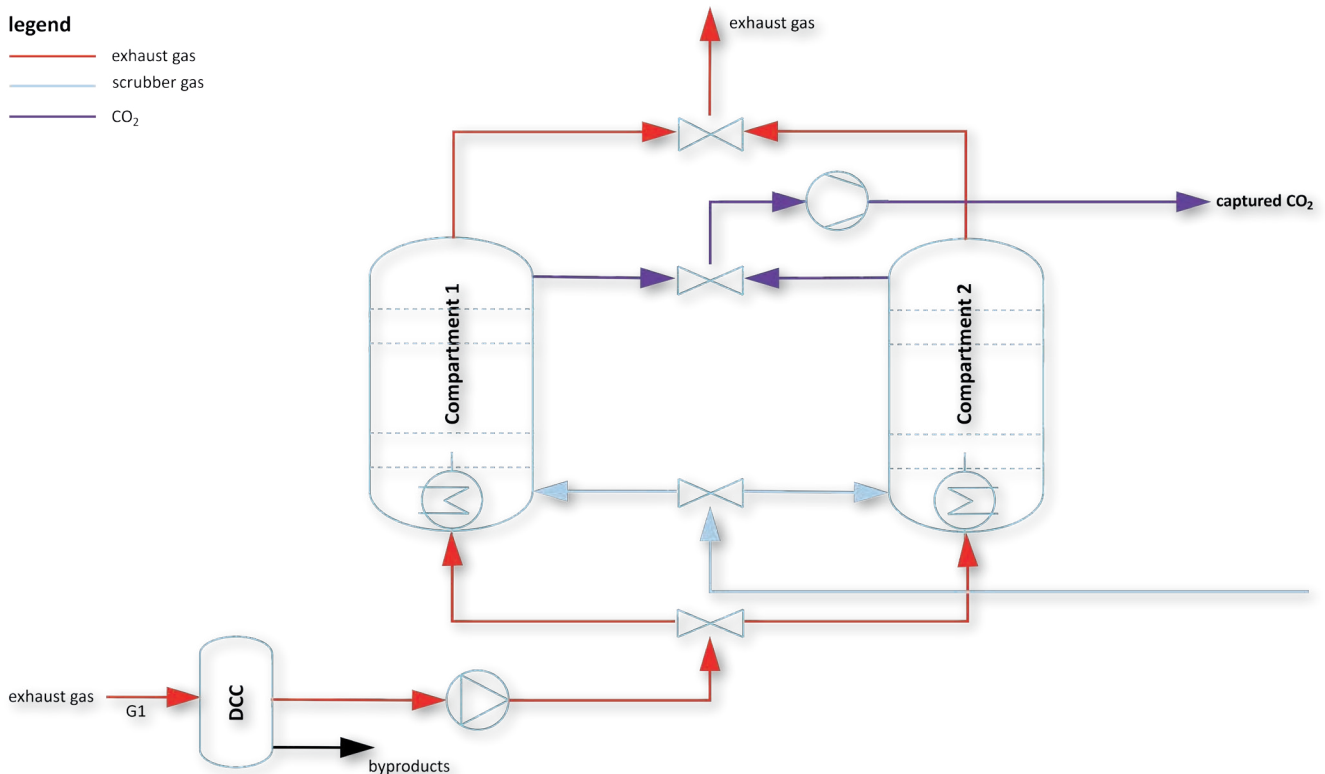 legend
exhaust gas
scrubber gas
CO₂
exhaust gas
captured CO₂
Compartment 1
Compartment 2
exhaust gas
G1
DCC
byproducts